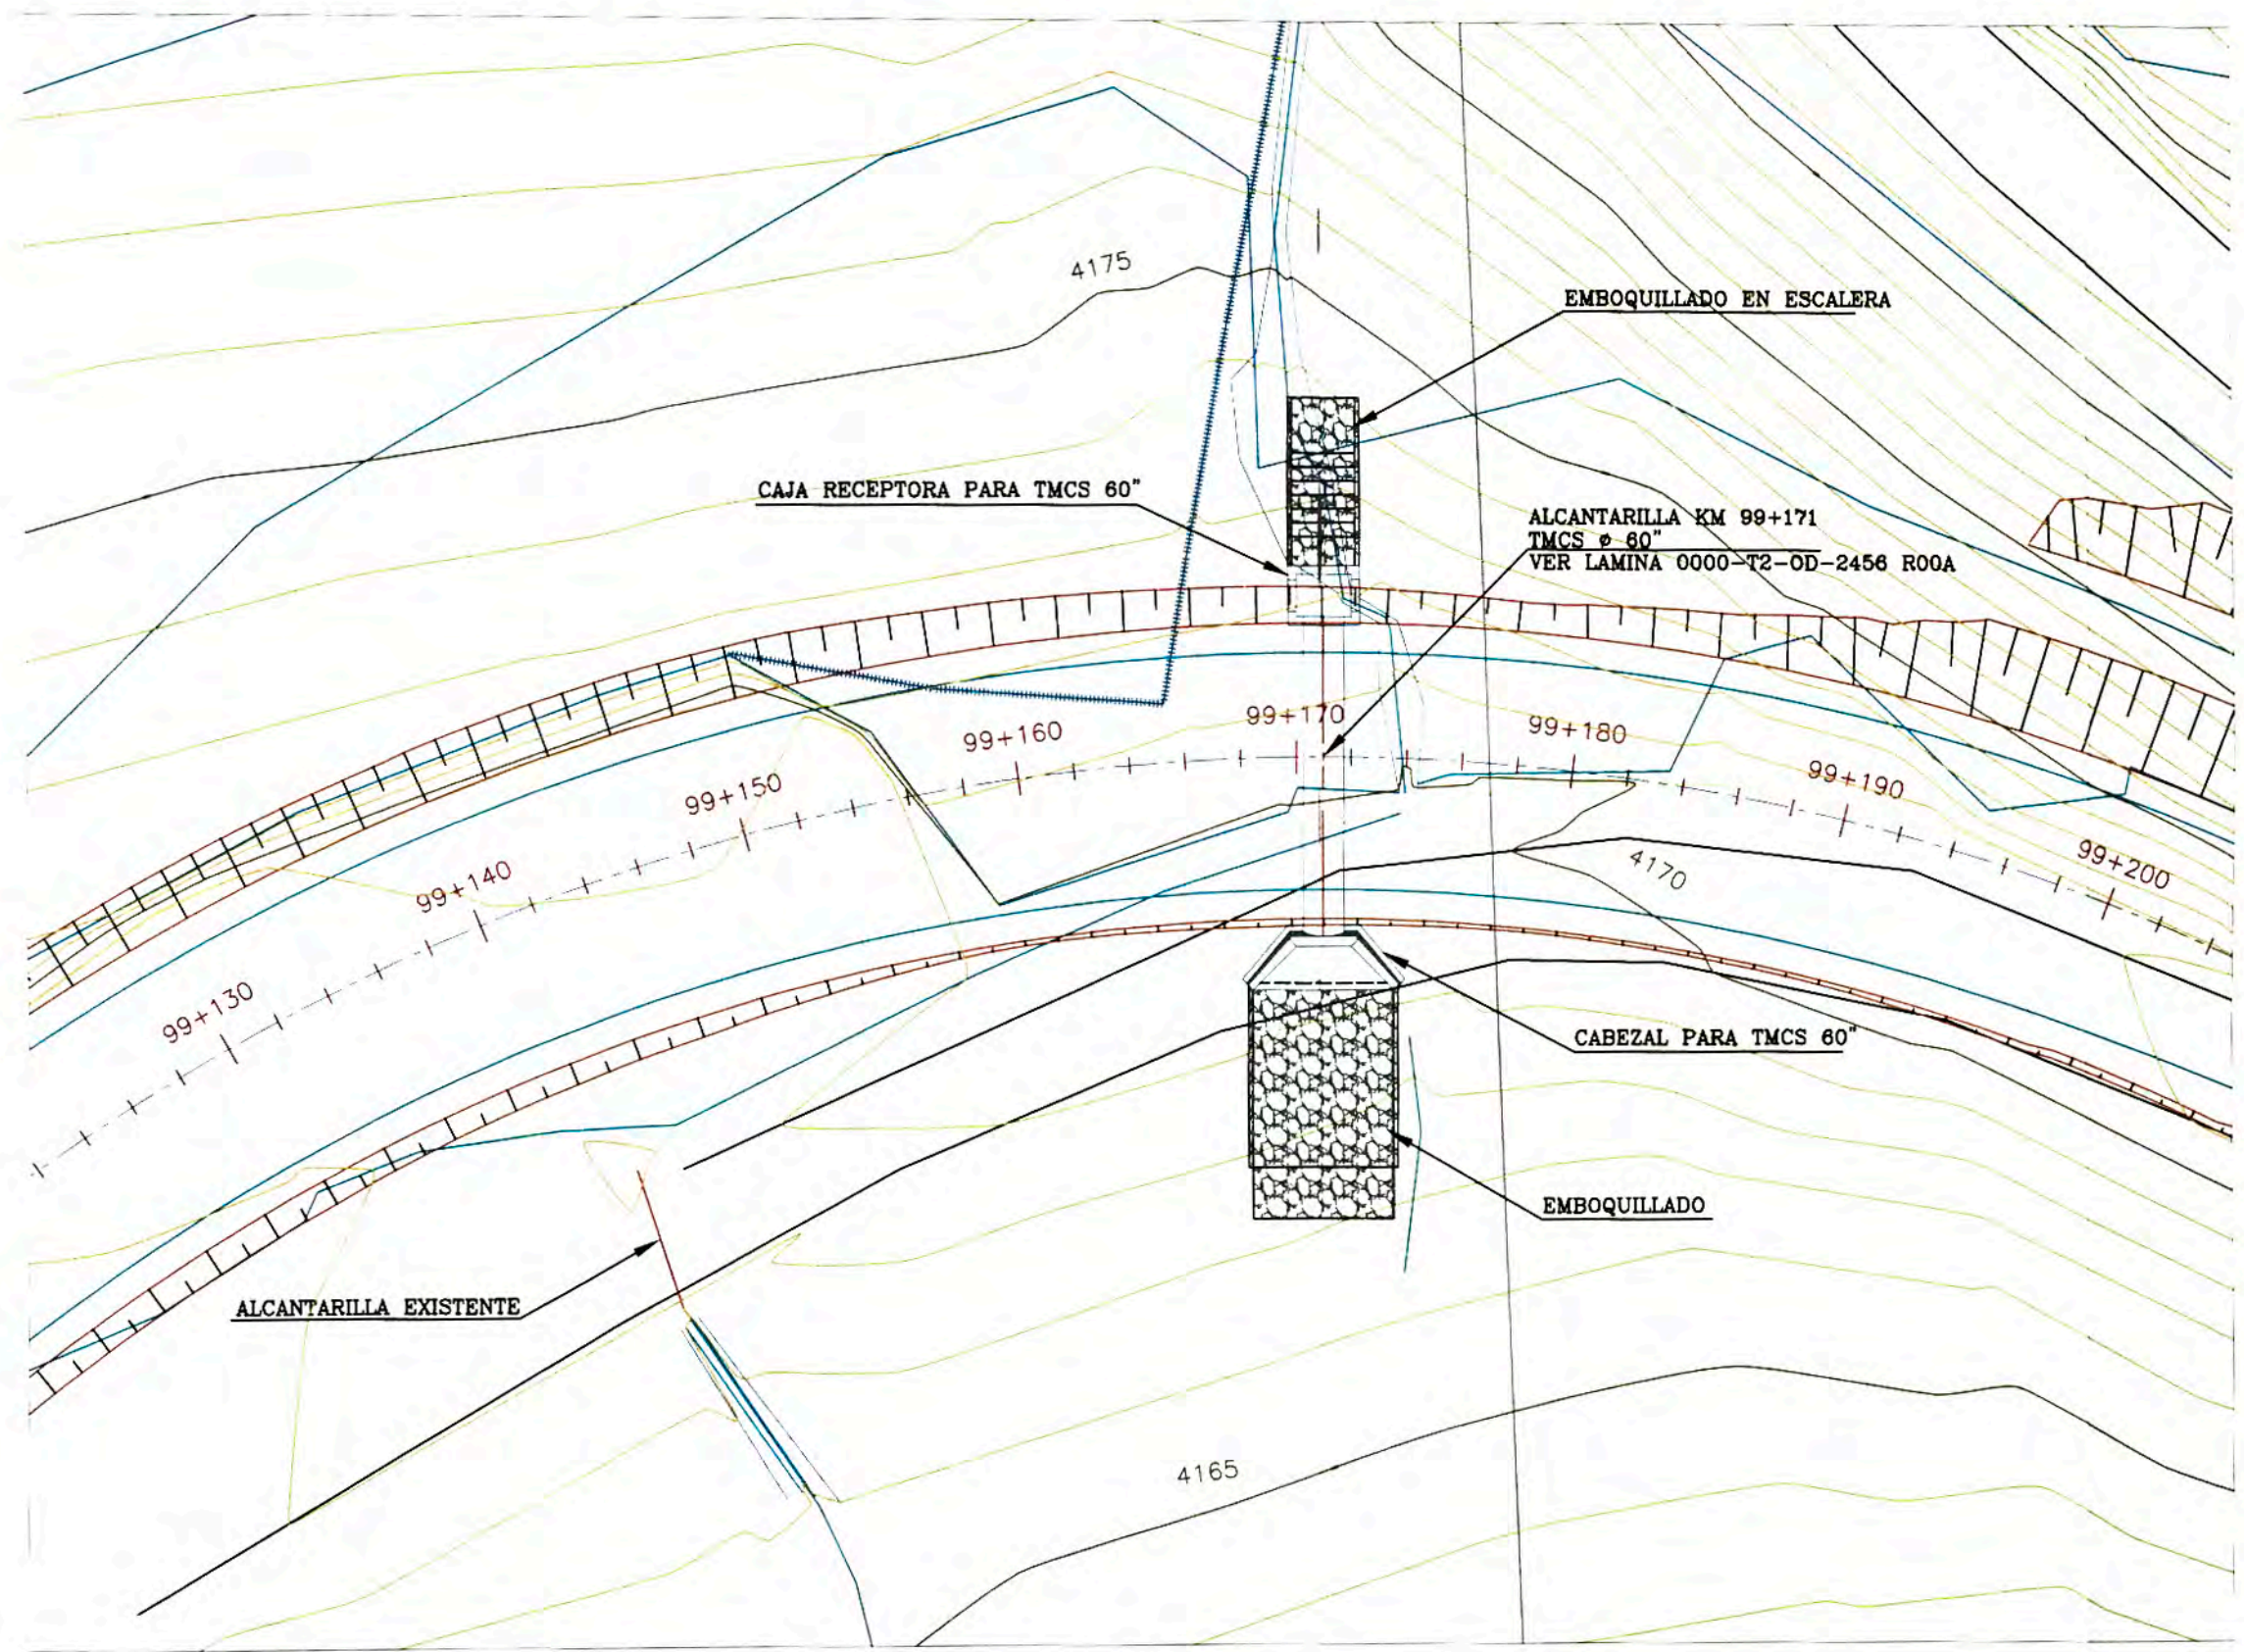 4175
EMBOQUILLADO EN ESCALERA
CAJA RECEPTORA PARA TMCS 60"
ALCANTARILLA KM 99+171
TMCS ø 60"
VER LAMINA 0000-T2-OD-2456 R00A
99+130
99+140
99+150
99+160
99+170
99+180
99+190
99+200
4170
CABEZAL PARA TMCS 60"
EMBOQUILLADO
ALCANTARILLA EXISTENTE
4165